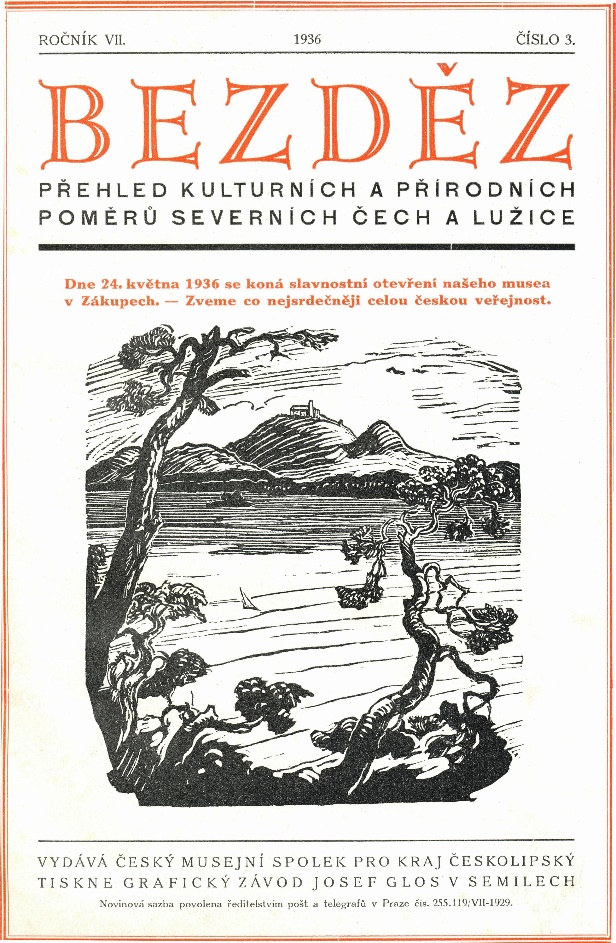 ROČNÍK VII. 1936 ČÍSLO 3.
BEZDĚZ
PŘEHLED KULTURNÍCH A PŘÍRODNÍCH
POMĚRŮ SEVERNÍCH ČECH A LUŽICE
Dne 24. května 1936 se koná slavnostní otevření našeho musea
v Zákupech. — Zveme co nejsrdečněji celou českou veřejnost.
VYDÁVÁ ČESKÝ MUSEJNÍ SPOLEK PRO KRAJ ČESKOLIPSKÝ
TISKNE GRAFICKÝ ZÁVOD JOSEF GLOS V SEMILECH
Novinová sazba povolena ředitelstvím pošt a telegrafů v Praze čís. 255.119/VII-1929.